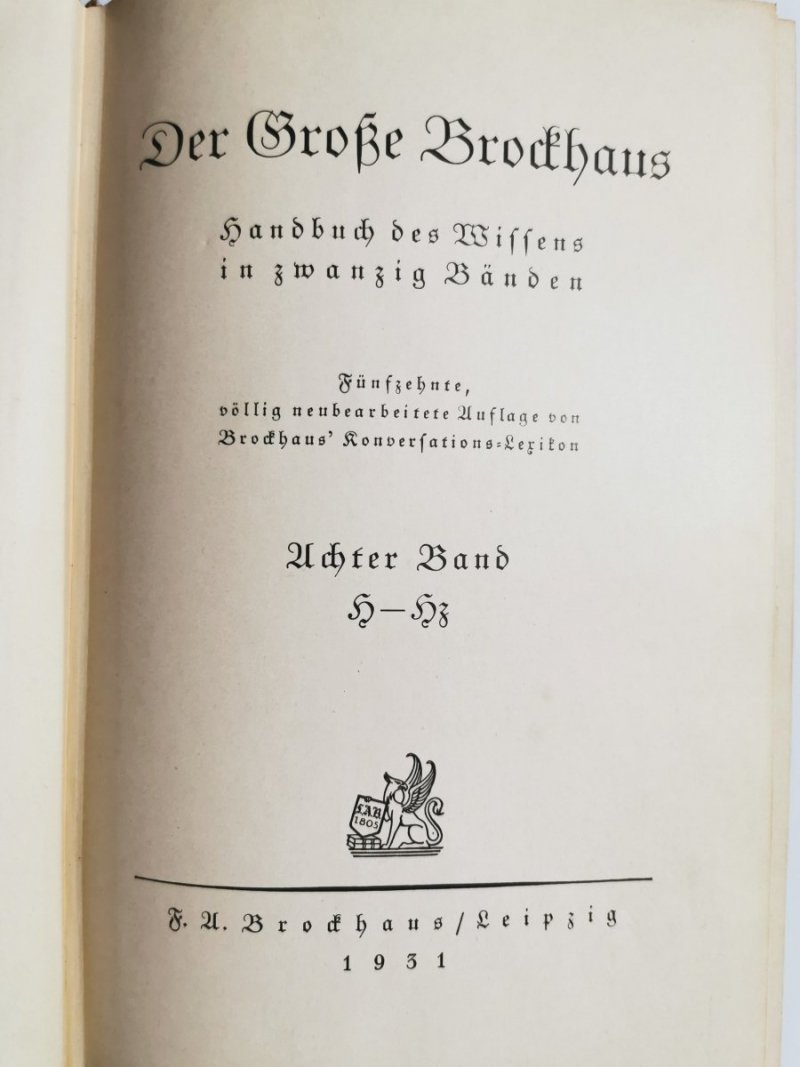 Der Große Brockhaus
Handbuch des Wissens
in zwanzig Bänden
Fünfzehnte,
völlig neubearbeitete Auflage von
Brockhaus' Konversations-Lexikon
Achter Band
H—Hz
F.A.B.
1805
F. A. Brockhaus/Leipzig
1931